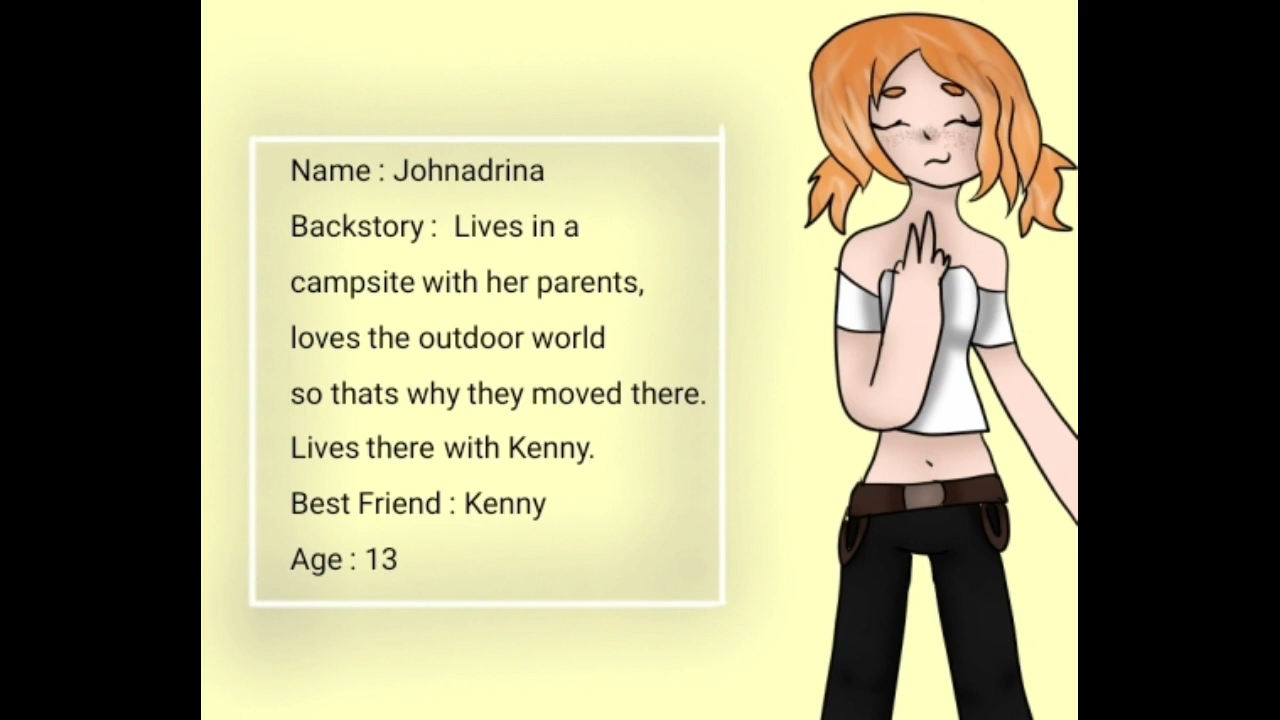 Name : Johnadrina
Backstory :  Lives in a
campsite with her parents,
loves the outdoor world
so thats why they moved there.
Lives there with Kenny.
Best Friend : Kenny
Age : 13